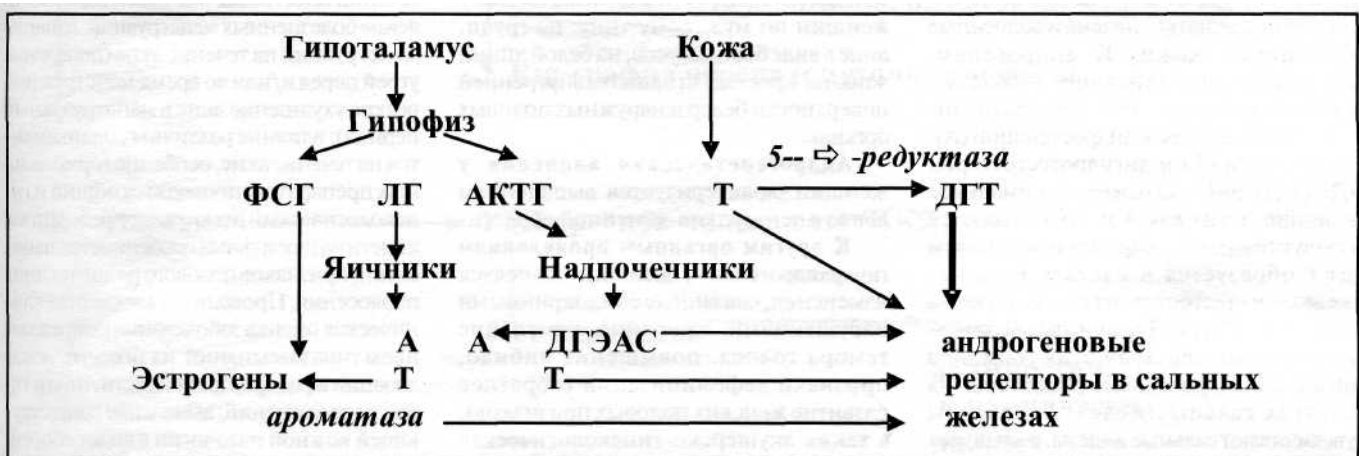 Гипоталамус Кожа
Гипофиз
5-- ⇨ -редуктаза
ФСГ ЛГ АКТГ Т ДГТ
Яичники Надпочечники
А А ДГЭАС андрогеновые
Эстрогены Т Т рецепторы в сальных
ароматаза железах